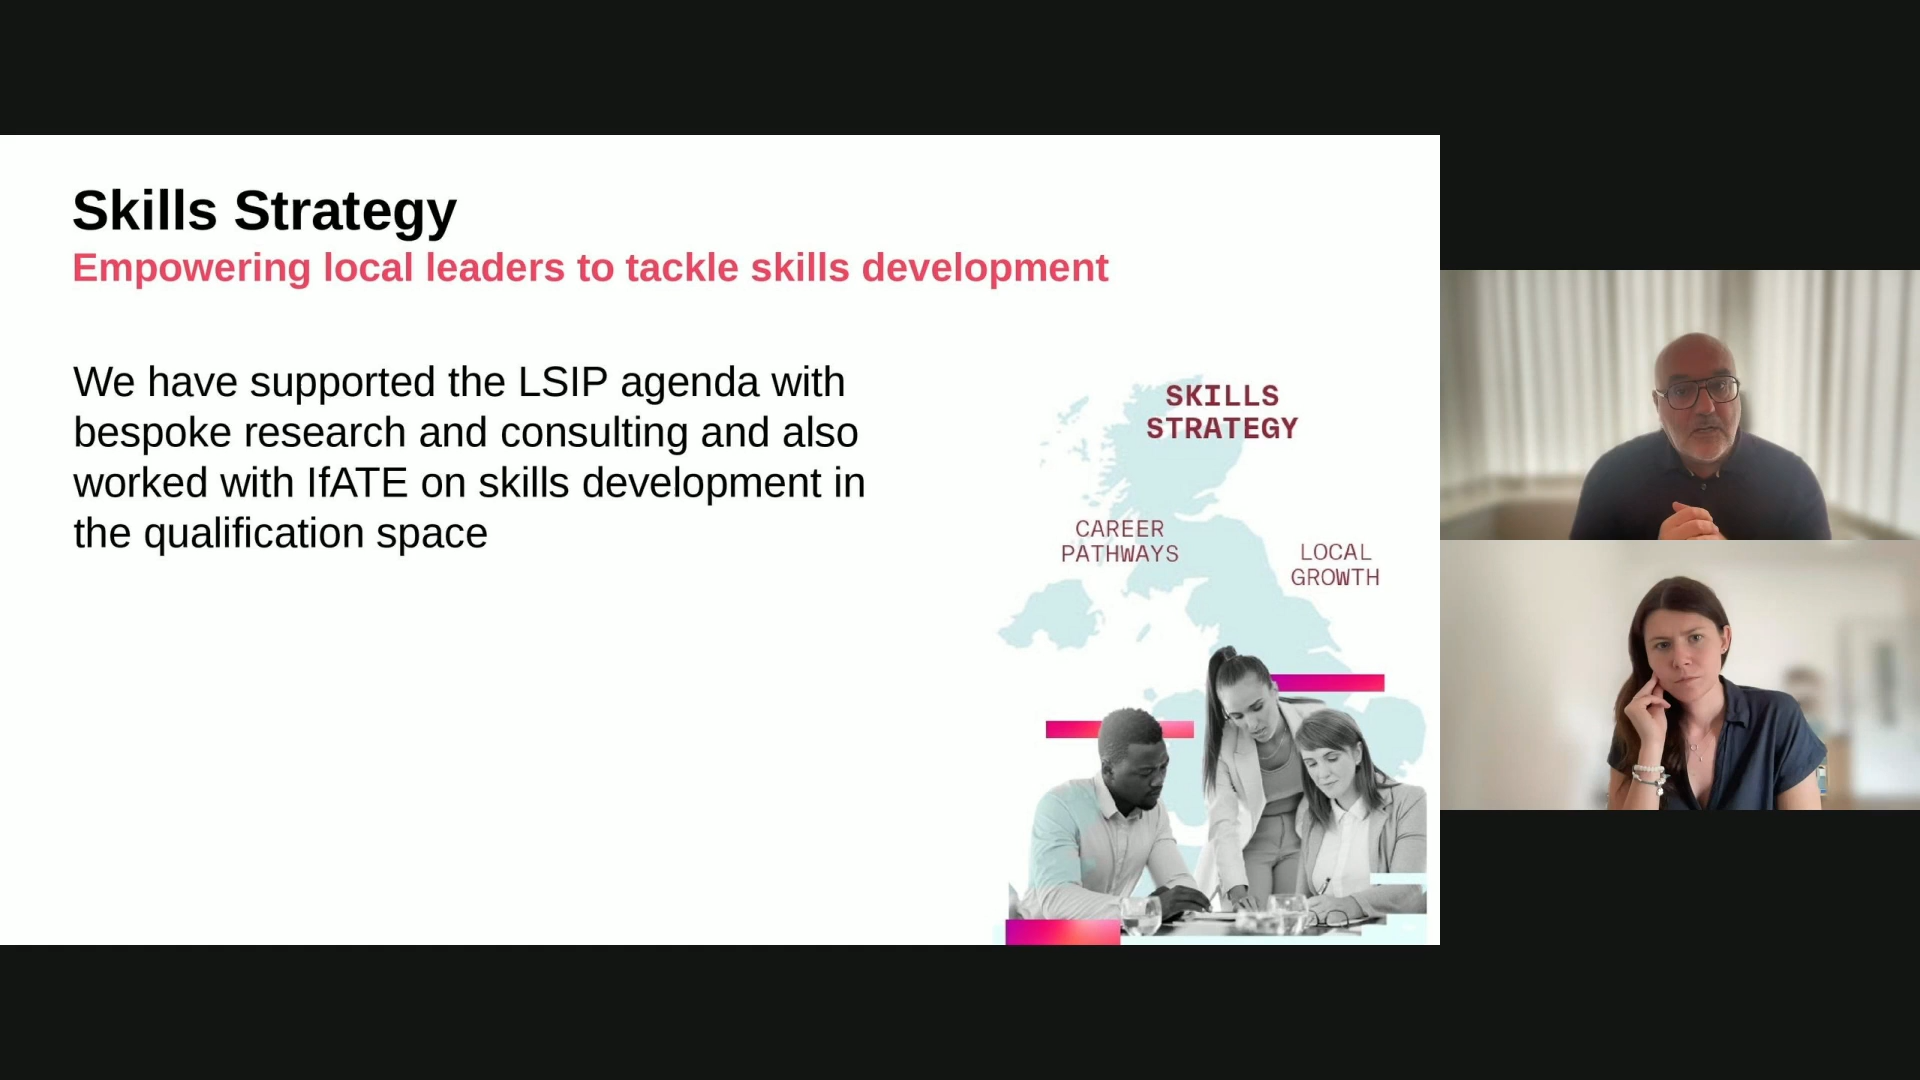 Skills Strategy
Empowering local leaders to tackle skills development
We have supported the LSIP agenda with
bespoke research and consulting and also
worked with IfATE on skills development in
the qualification space
SKILLS
STRATEGY
CAREER
PATHWAYS
LOCAL
GROWTH